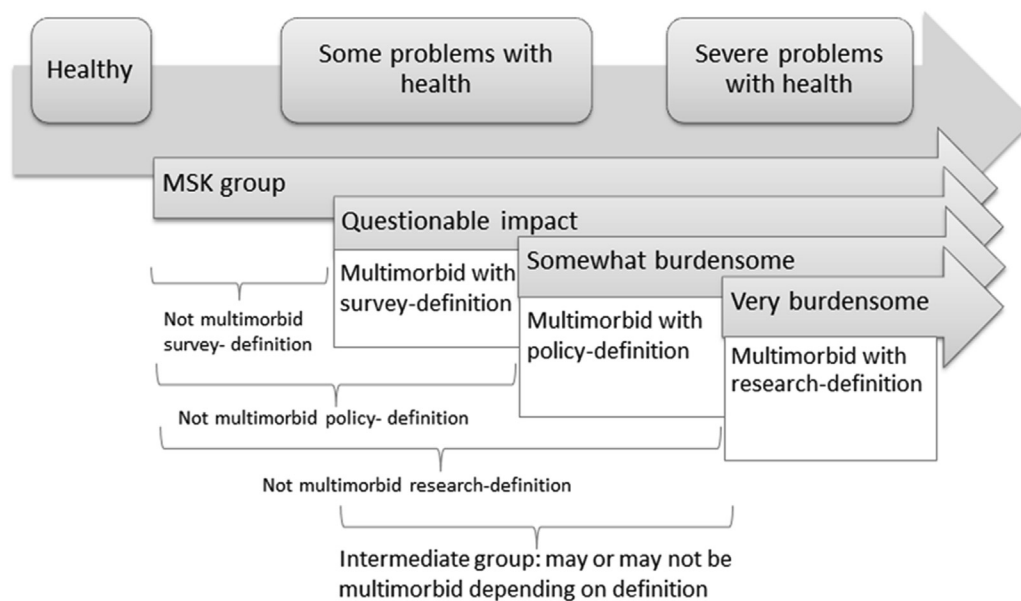 Healthy
Some problems with
health
Severe problems
with health
MSK group
Questionable impact
Multimorbid with
survey-definition
Somewhat burdensome
Multimorbid with
policy-definition
Very burdensome
Multimorbid with
research-definition
Not multimorbid
survey- definition
Not multimorbid policy- definition
Not multimorbid research-definition
Intermediate group: may or may not be
multimorbid depending on definition